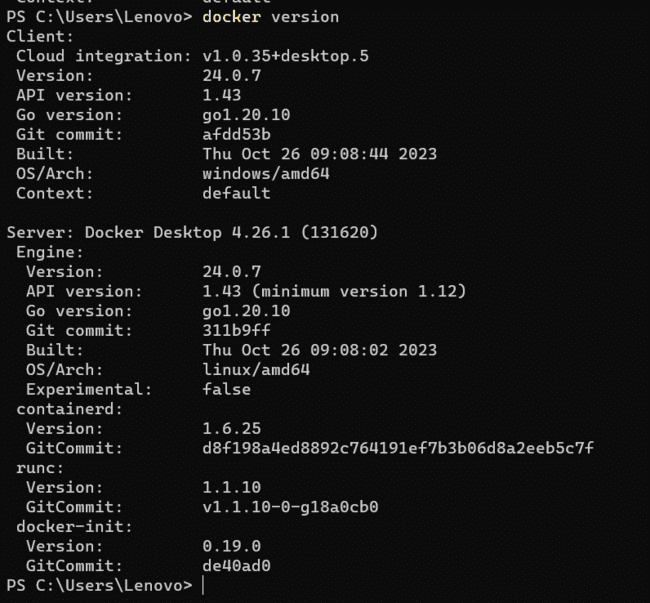 PS C:\Users\Lenovo> docker version
Client:
 Cloud integration: v1.0.35+desktop.5
 Version:           24.0.7
 API version:       1.43
 Go version:        go1.20.10
 Git commit:        afdd53b
 Built:             Thu Oct 26 09:08:44 2023
 OS/Arch:           windows/amd64
 Context:           default

Server: Docker Desktop 4.26.1 (131620)
 Engine:
  Version:          24.0.7
  API version:      1.43 (minimum version 1.12)
  Go version:       go1.20.10
  Git commit:       311b9ff
  Built:            Thu Oct 26 09:08:02 2023
  OS/Arch:          linux/amd64
  Experimental:     false
 containerd:
  Version:          1.6.25
  GitCommit:        d8f198a4ed8892c764191ef7b3b06d8a2eeb5c7f
 runc:
  Version:          1.1.10
  GitCommit:        v1.1.10-0-g18a0cb0
 docker-init:
  Version:          0.19.0
  GitCommit:        de40ad0
PS C:\Users\Lenovo>